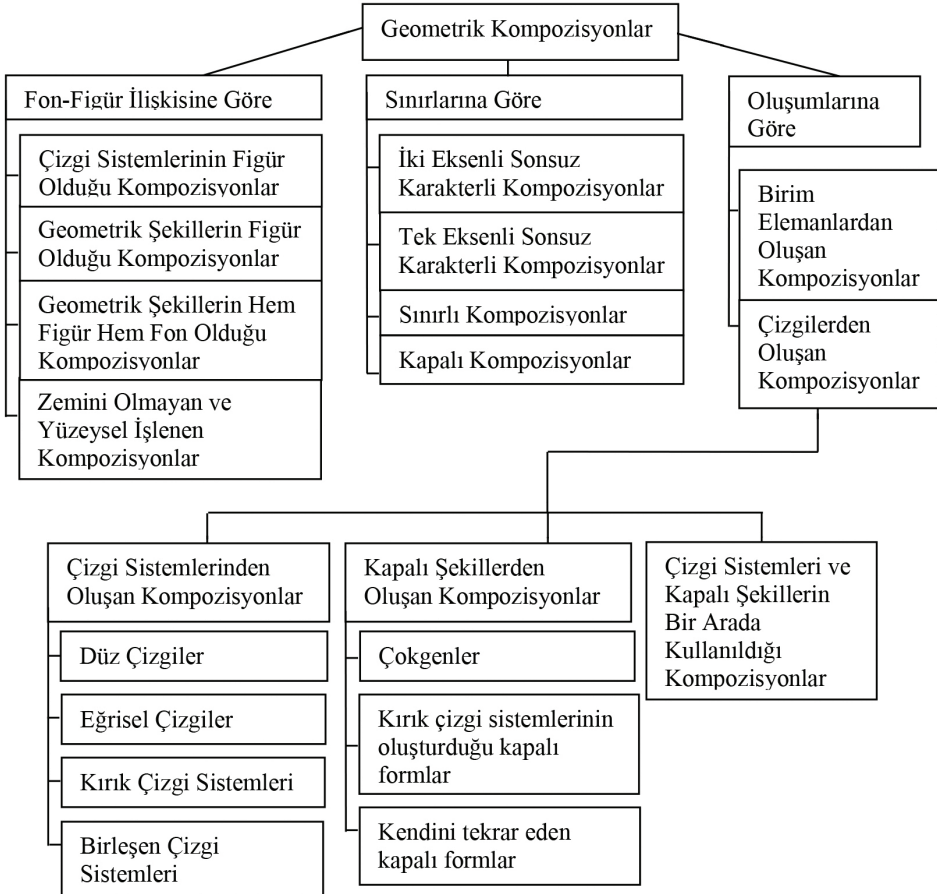 Geometrik Kompozisyonlar
Fon-Figür İlişkisine Göre
Çizgi Sistemlerinin Figür
Olduğu Kompozisyonlar
Geometrik Şekillerin Figür
Olduğu Kompozisyonlar
Geometrik Şekillerin Hem
Figür Hem Fon Olduğu
Kompozisyonlar
Zemini Olmayan ve
Yüzeysel İşlenen
Kompozisyonlar
Sınırlarına Göre
İki Eksenli Sonsuz
Karakterli Kompozisyonlar
Tek Eksenli Sonsuz
Karakterli Kompozisyonlar
Sınırlı Kompozisyonlar
Kapalı Kompozisyonlar
Oluşumlarına
Göre
Birim
Elemanlardan
Oluşan
Kompozisyonlar
Çizgilerden
Oluşan
Kompozisyonlar
Çizgi Sistemlerinden
Oluşan Kompozisyonlar
Düz Çizgiler
Eğrisel Çizgiler
Kırık Çizgi Sistemleri
Birleşen Çizgi
Sistemleri
Kapalı Şekillerden
Oluşan Kompozisyonlar
Çokgenler
Kırık çizgi sistemlerinin
oluşturduğu kapalı
formlar
Kendini tekrar eden
kapalı formlar
Çizgi Sistemleri ve
Kapalı Şekillerin
Bir Arada
Kullanıldığı
Kompozisyonlar